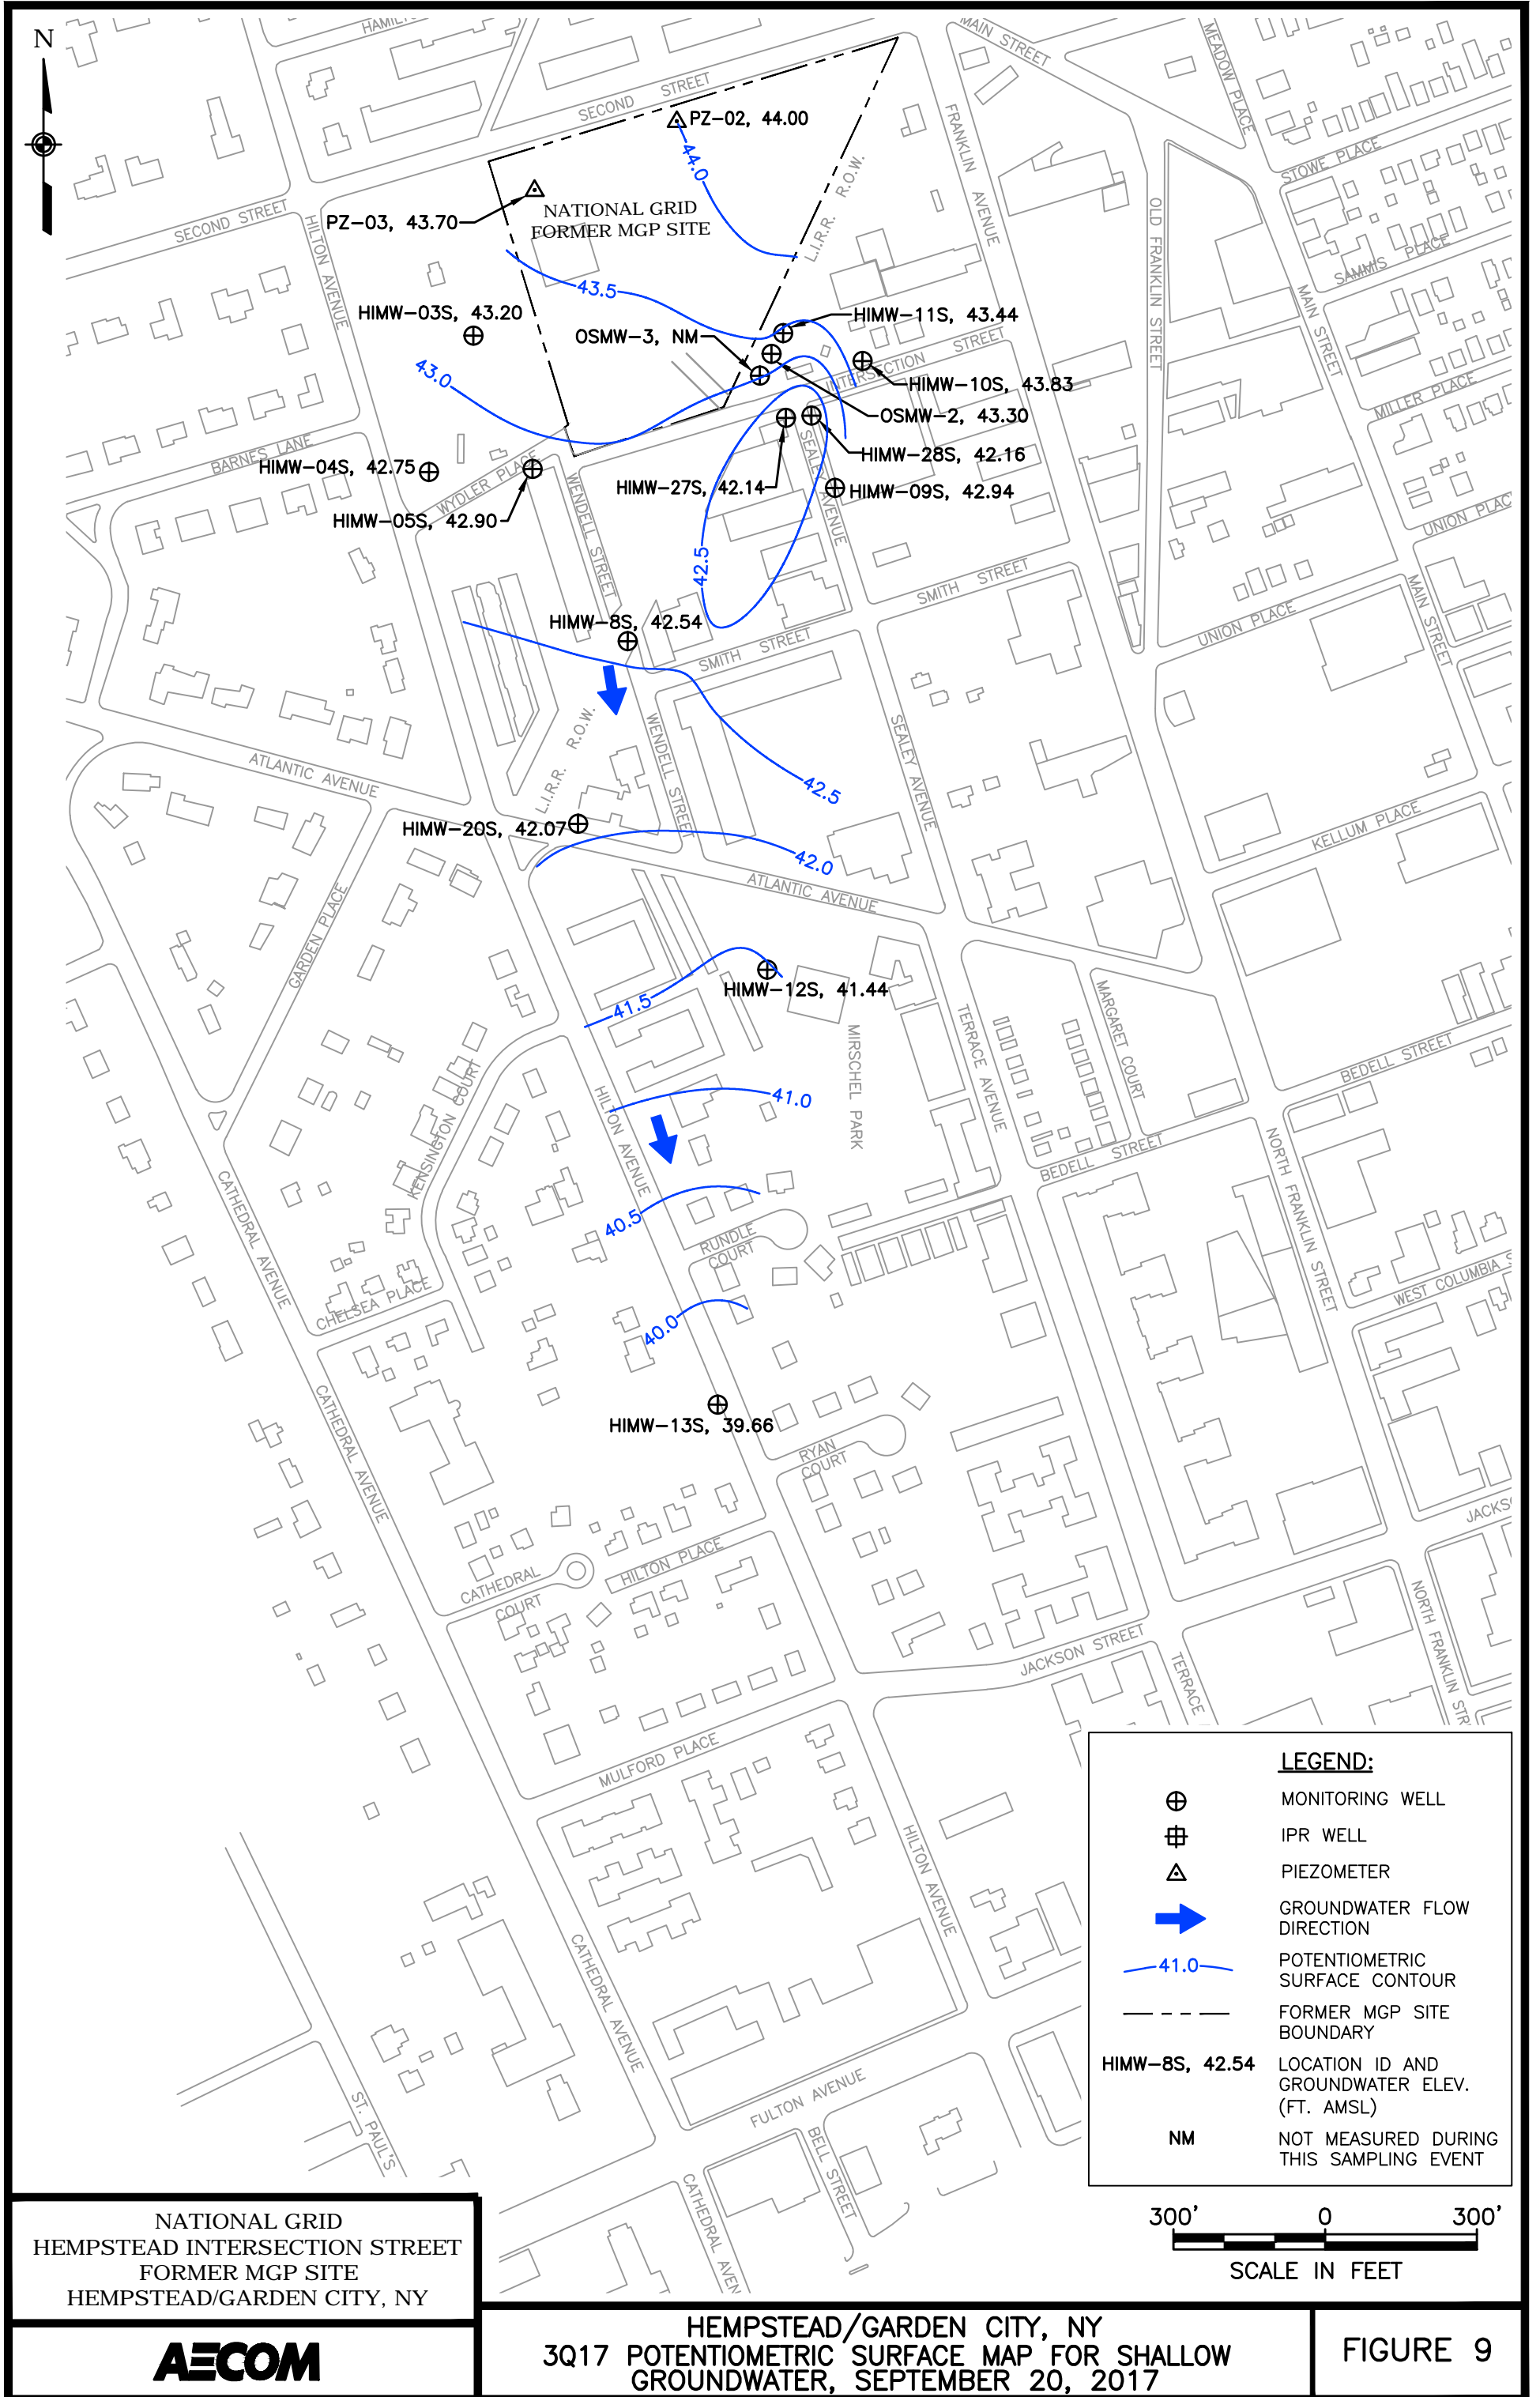 N
HAMIL
MAIN STREET
MEADOW PLACE
SECOND STREET
PZ-02, 44.00
FRANKLIN AVENUE
44.0
STOWE PLACE
L.I.R.R. R.O.W.
PZ-03, 43.70
NATIONAL GRID
FORMER MGP SITE
SECOND STREET
HILTON AVENUE
OLD FRANKLIN STREET
SAMMIS PLACE
MAIN STREET
43.5
HIMW-03S, 43.20
HIMW-11S, 43.44
OSMW-3, NM
INTERSECTION STREET
43.0
HIMW-10S, 43.83
MILLER PLACE
OSMW-2, 43.30
BARNES LANE
HIMW-04S, 42.75
WYDLER PLACE
HIMW-28S, 42.16
HIMW-27S, 42.14
SEALEY AVENUE
HIMW-09S, 42.94
HIMW-05S, 42.90
WENDELL STREET
UNION PLAC
42.5
SMITH STREET
MAIN STREET
HIMW-8S, 42.54
UNION PLACE
SMITH STREET
L.I.R.R. R.O.W.
WENDELL STREET
SEALEY AVENUE
ATLANTIC AVENUE
42.5
HIMW-20S, 42.07
KELLUM PLACE
42.0
ATLANTIC AVENUE
GARDEN PLACE
HIMW-12S, 41.44
41.5
MARGARET COURT
TERRACE AVENUE
MIRSCHEL PARK
BEDELL STREET
KENSINGTON COURT
HILTON AVENUE
41.0
BEDELL STREET
NORTH FRANKLIN STREET
CATHEDRAL AVENUE
40.5
RUNDLE
COURT
WEST COLUMBIA S
CHELSEA PLACE
40.0
CATHEDRAL AVENUE
HIMW-13S, 39.66
RYAN
COURT
JACKS
CATHEDRAL
COURT
HILTON PLACE
NORTH FRANKLIN STR
JACKSON STREET
TERRACE
MULFORD PLACE
HILTON AVENUE
CATHEDRAL AVENUE
ST. PAUL'S
FULTON AVENUE
BELL STREET
CATHEDRAL AVEN
LEGEND:
MONITORING WELL
IPR WELL
PIEZOMETER
GROUNDWATER FLOW
DIRECTION
41.0
POTENTIOMETRIC
SURFACE CONTOUR
FORMER MGP SITE
BOUNDARY
HIMW-8S, 42.54
LOCATION ID AND
GROUNDWATER ELEV.
(FT. AMSL)
NM
NOT MEASURED DURING
THIS SAMPLING EVENT
300' 0 300'
SCALE IN FEET
NATIONAL GRID
HEMPSTEAD INTERSECTION STREET
FORMER MGP SITE
HEMPSTEAD/GARDEN CITY, NY
AECOM
HEMPSTEAD/GARDEN CITY, NY
3Q17 POTENTIOMETRIC SURFACE MAP FOR SHALLOW
GROUNDWATER, SEPTEMBER 20, 2017
FIGURE 9